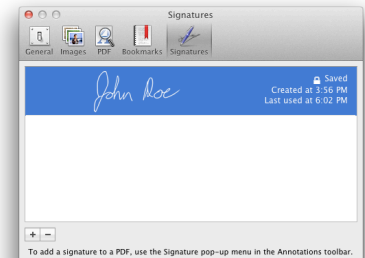 Signatures
General Images PDF Bookmarks Signatures
John Doe
Saved
Created at 3:56 PM
Last used at 6:02 PM
+ −
To add a signature to a PDF, use the Signature pop-up menu in the Annotations toolbar.